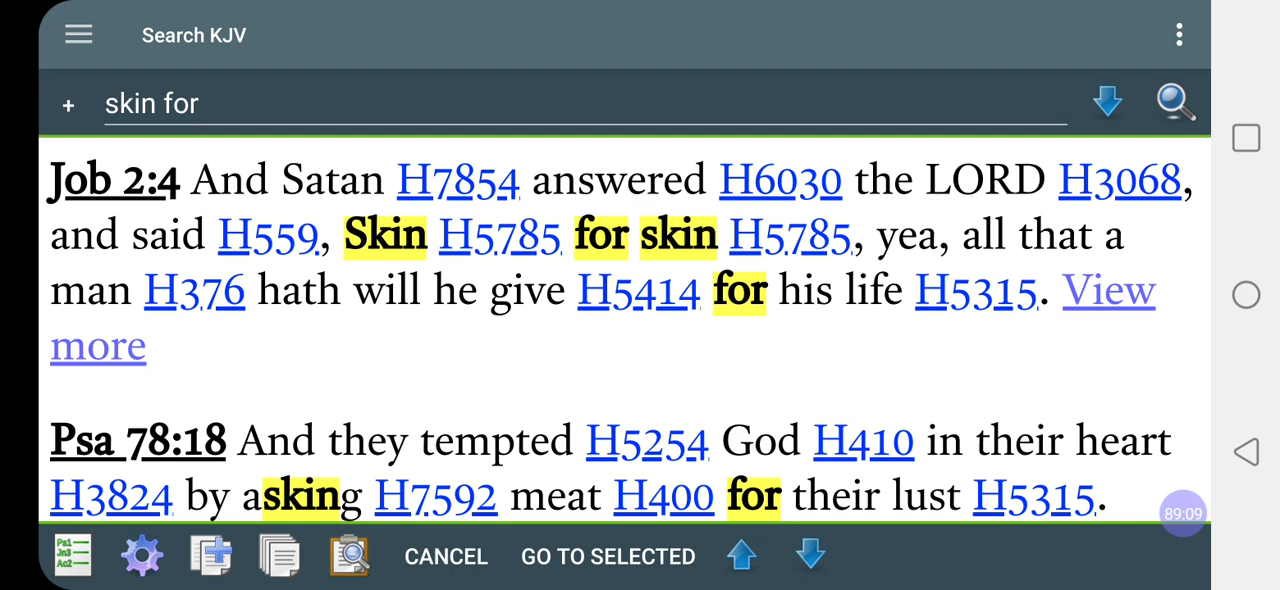 Search KJV
+ skin for
Job 2:4 And Satan H7854 answered H6030 the LORD H3068,
and said H559, Skin H5785 for skin H5785, yea, all that a
man H376 hath will he give H5414 for his life H5315. View
more
Psa 78:18 And they tempted H5254 God H410 in their heart
H3824 by asking H7592 meat H400 for their lust H5315.
89:09
Ps1
Jn3
Ac2
CANCEL GO TO SELECTED